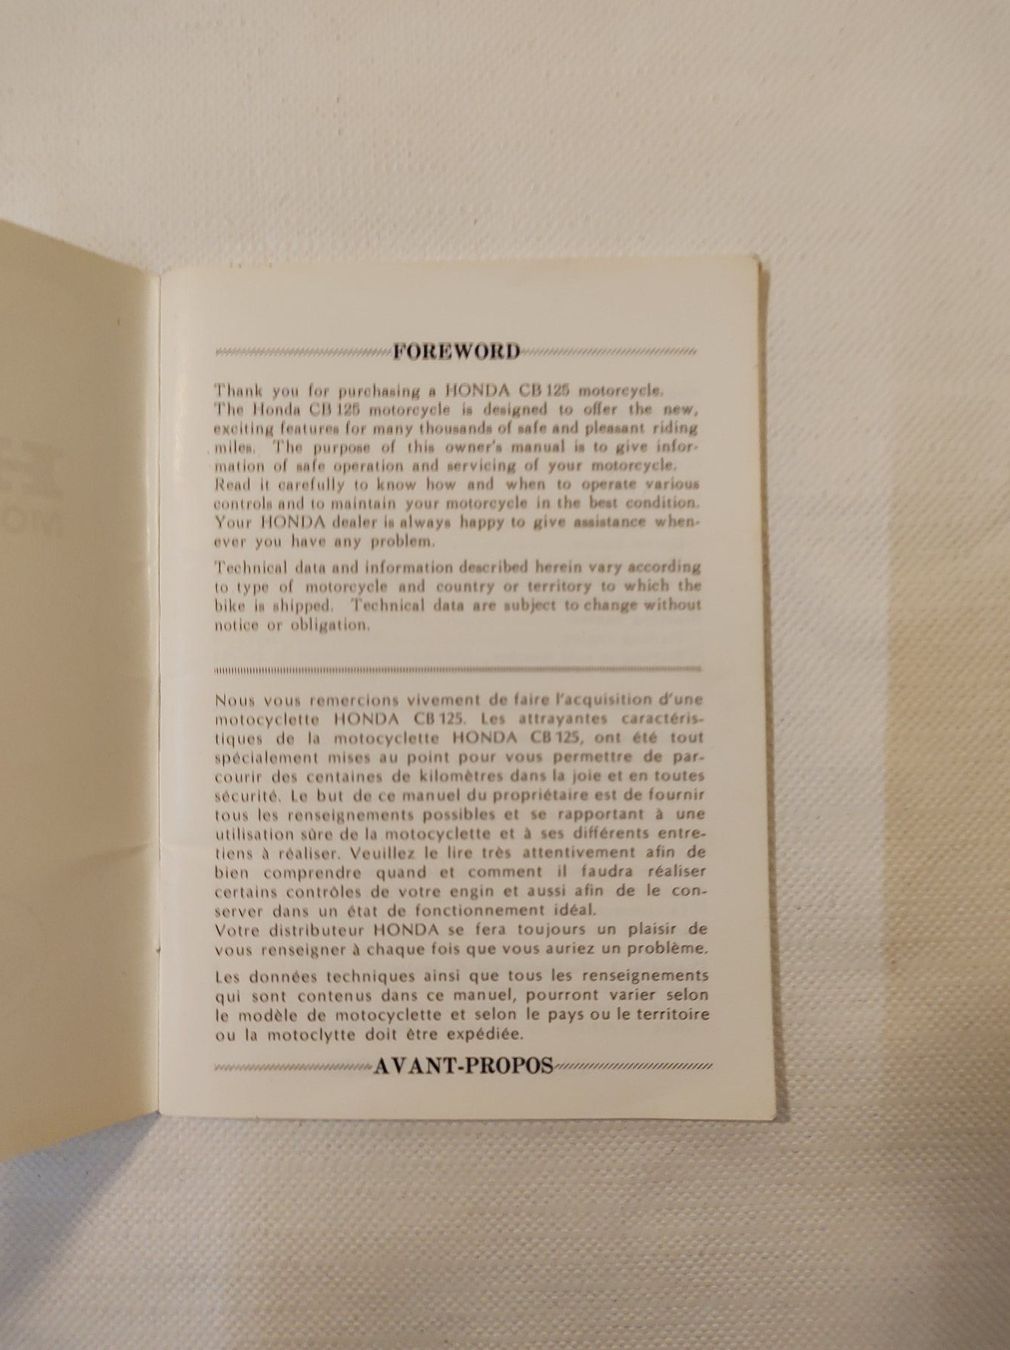 FOREWORD
Thank you for purchasing a HONDA CB 125 motorcycle.
The Honda CB 125 motorcycle is designed to offer the new,
exciting features for many thousands of safe and pleasant riding
miles. The purpose of this owner's manual is to give infor-
mation of safe operation and servicing of your motorcycle.
Read it carefully to know how and when to operate various
controls and to maintain your motorcycle in the best condition.
Your HONDA dealer is always happy to give assistance when-
ever you have any problem.
Technical data and information described herein vary according
to type of motorcycle and country or territory to which the
bike is shipped. Technical data are subject to change without
notice or obligation.
Nous vous remercions vivement de faire l'acquisition d'une
motocyclette HONDA CB 125. Les attrayantes caractéris-
tiques de la motocyclette HONDA CB 125, ont été tout
spécialement mises au point pour vous permettre de par-
courir des centaines de kilomètres dans la joie et en toutes
sécurité. Le but de ce manuel du propriétaire est de fournir
tous les renseignements possibles et se rapportant à une
utilisation sûre de la motocyclette et à ses différents entre-
tiens à réaliser. Veuillez le lire très attentivement afin de
bien comprendre quand et comment il faudra réaliser
certains contrôles de votre engin et aussi afin de le con-
server dans un état de fonctionnement idéal.
Votre distributeur HONDA se fera toujours un plaisir de
vous renseigner à chaque fois que vous auriez un problème.
Les données techniques ainsi que tous les renseignements
qui sont contenus dans ce manuel, pourront varier selon
le modèle de motocyclette et selon le pays ou le territoire
ou la motoclytte doit être expédiée.
AVANT-PROPOS